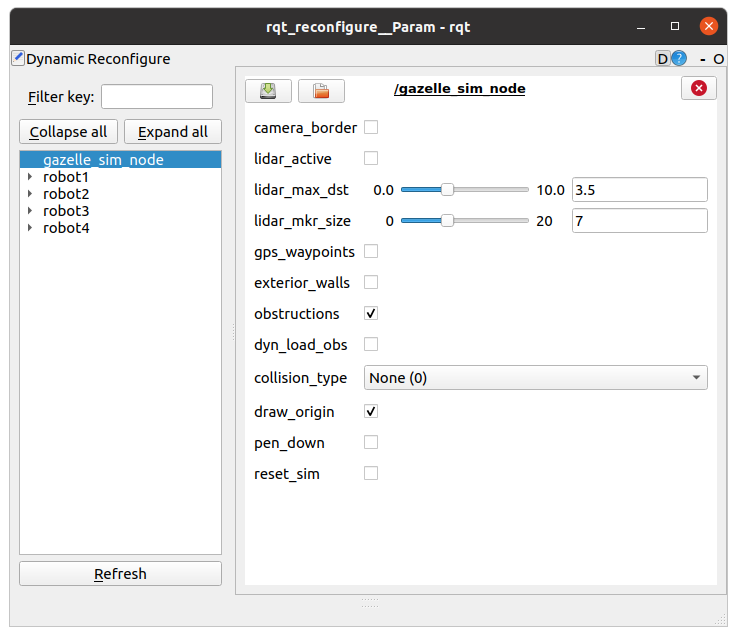 rqt_reconfigure__Param - rqt
Dynamic Reconfigure
D ? - O
Filter key:
Collapse all Expand all
gazelle_sim_node
robot1
robot2
robot3
robot4
Refresh
/gazelle_sim_node
camera_border
lidar_active
lidar_max_dst 0.0 10.0 3.5
lidar_mkr_size 0 20 7
gps_waypoints
exterior_walls
obstructions
dyn_load_obs
collision_type None (0)
draw_origin
pen_down
reset_sim